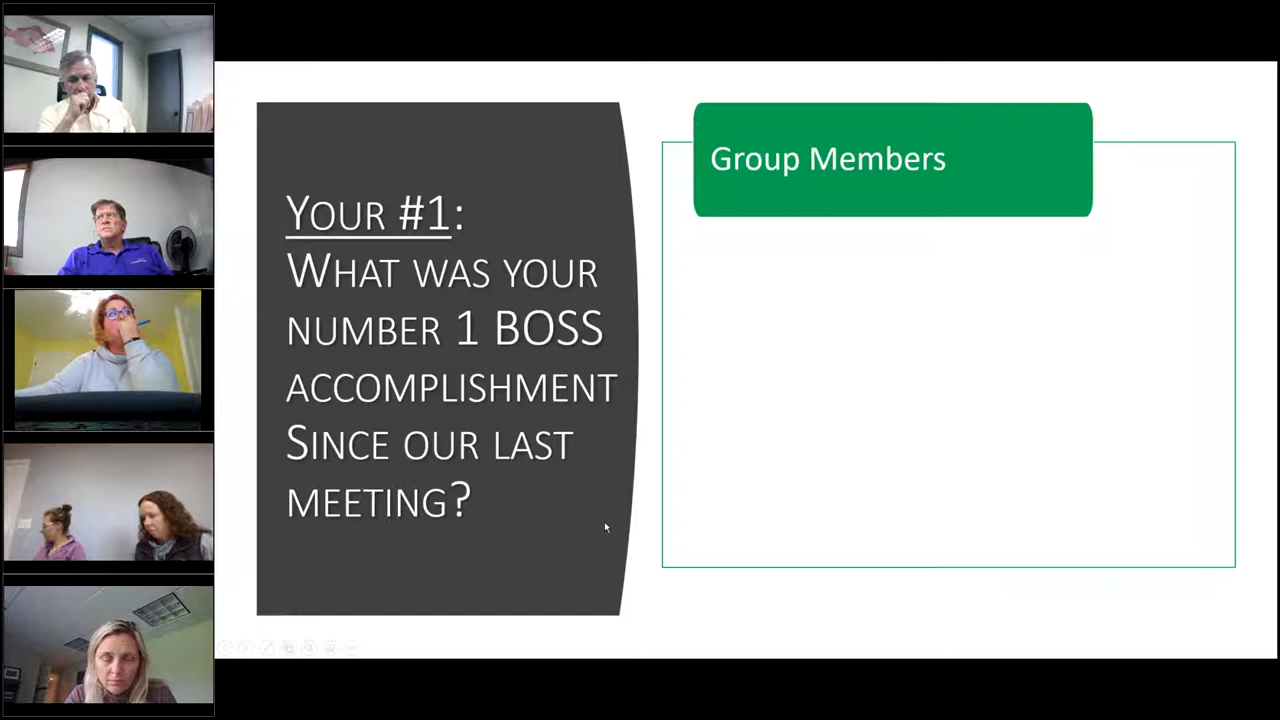 YOUR #1:
WHAT WAS YOUR
NUMBER 1 BOSS
ACCOMPLISHMENT
SINCE OUR LAST
MEETING?
Group Members